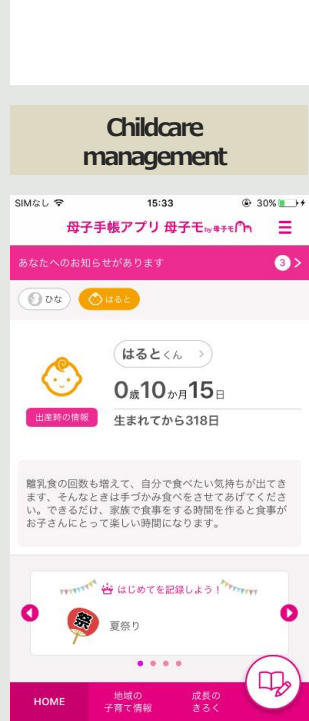 Childcare
management
SIMなし 15:33 30%
母子手帳アプリ 母子モ by 母子モ
あなたへのお知らせがあります 3
ひな はると
はるとくん
0歳10か月15日
出産時の情報
生まれてから318日
離乳食の回数も増えて、自分で食べたい気持ちが出てき
ます、そんなときは手づかみ食べをさせてあげてくださ
い。できるだけ、家族で食事をする時間を作ると食事が
お子さんにとって楽しい時間になります。
はじめてを記録しよう!
祭 夏祭り
HOME
地域の
子育て情報
成長の
きろく